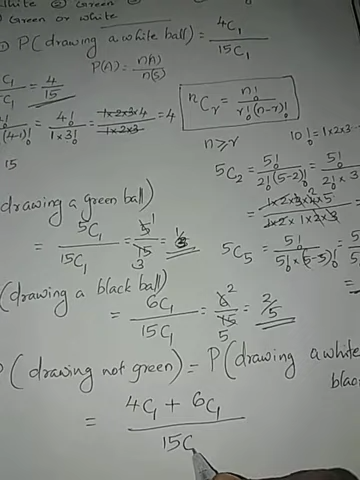 White ② Green
Green or white
P(drawing a white ball) = 4C₁ / 15C₁
P(A) = n(A) / n(S)
C₁ / C₁ = 4 / 15
nCr = n! / r!(n-r)!
(4-1)! = 4! / 1×3! = 1×2×3×4 / 1×2×3 = 4
n ≥ r
10! = 1×2×3
15
5C₂ = 5! / 2!(5-2)! = 5! / 2! × 3
= 1×2×3×4×5 / 1×2×1×2×3 =
drawing a green ball)
= 5C₁ / 15C₁ = 5 / 15 = 1 / 3
5C₅ = 5! / 5!×(5-5)! = 5
(drawing a black ball)
= 6C₁ / 15C₁ = 6 / 15 = 2/5
P(drawing not green) = P(drawing a white
blac
= 4C₁ + 6C₁ / 15C